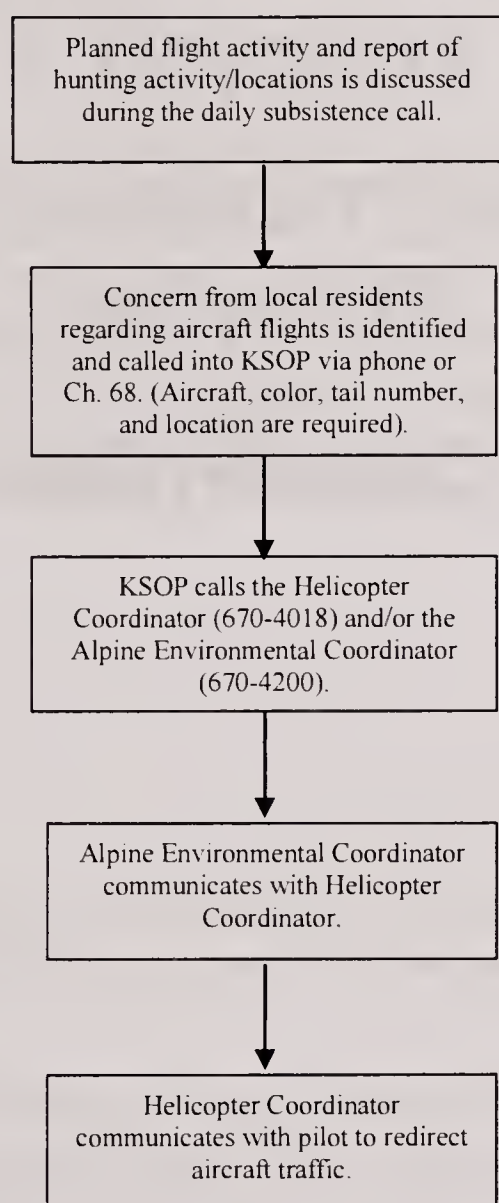 Planned flight activity and report of
hunting activity/locations is discussed
during the daily subsistence call.
Concern from local residents
regarding aircraft flights is identified
and called into KSOP via phone or
Ch. 68. (Aircraft, color, tail number,
and location are required).
KSOP calls the Helicopter
Coordinator (670-4018) and/or the
Alpine Environmental Coordinator
(670-4200).
Alpine Environmental Coordinator
communicates with Helicopter
Coordinator.
Helicopter Coordinator
communicates with pilot to redirect
aircraft traffic.